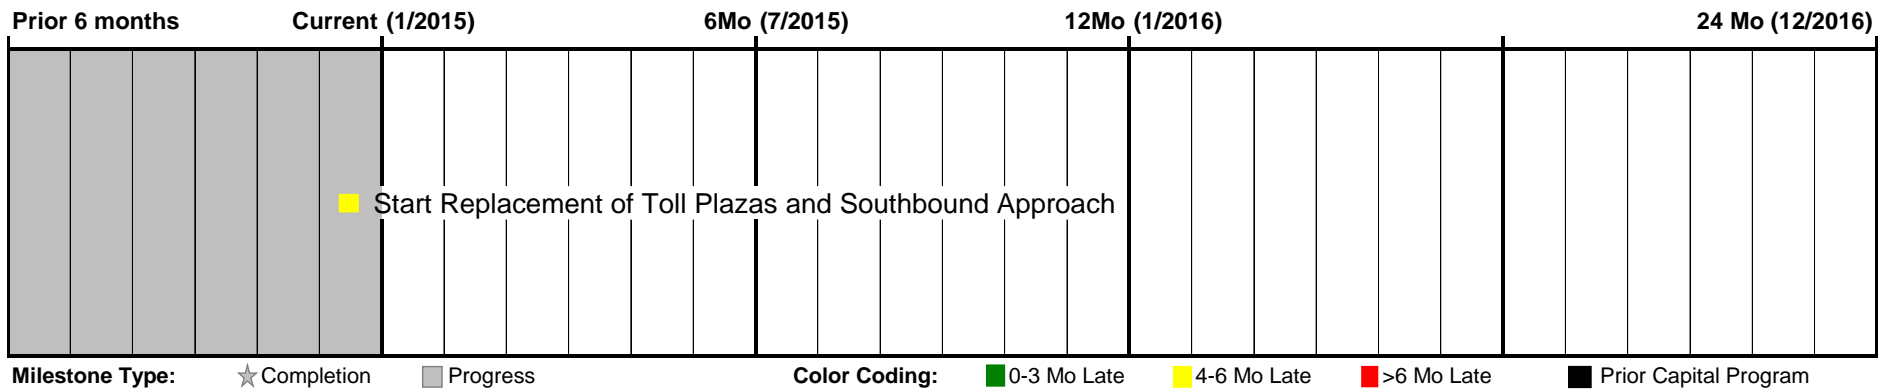 Prior 6 months Current (1/2015) 6Mo (7/2015) 12Mo (1/2016) 24 Mo (12/2016)
Start Replacement of Toll Plazas and Southbound Approach
Milestone Type: Completion Progress Color Coding: 0-3 Mo Late 4-6 Mo Late >6 Mo Late Prior Capital Program